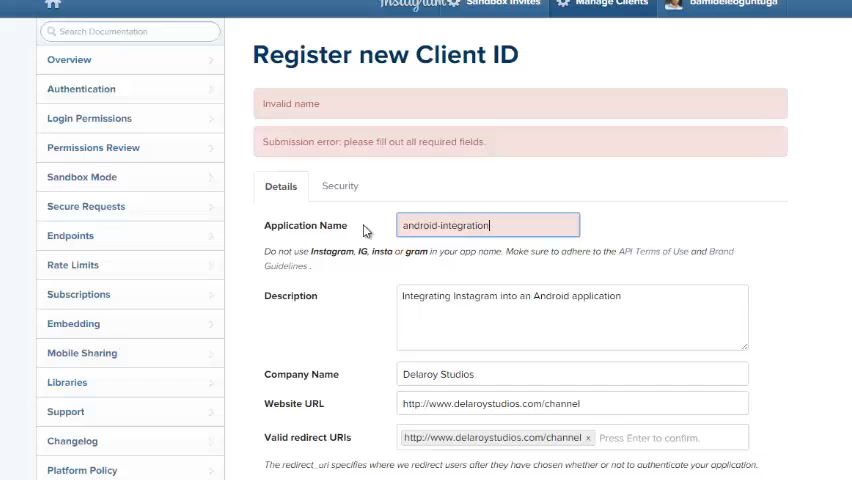 Instagram
Sandbox Invites
Manage Clients
bamideleoguntuga
Search Documentation
Register new Client ID
Overview
Authentication
Login Permissions
Permissions Review
Sandbox Mode
Secure Requests
Endpoints
Rate Limits
Subscriptions
Embedding
Mobile Sharing
Libraries
Support
Changelog
Platform Policy
Invalid name
Submission error: please fill out all required fields.
Details
Security
Application Name
android-integration
Do not use Instagram, IG, insta or gram in your app name. Make sure to adhere to the API Terms of Use and Brand
Guidelines .
Description
Integrating Instagram into an Android application
Company Name
Delaroy Studios
Website URL
http://www.delaroystudios.com/channel
Valid redirect URIs
http://www.delaroystudios.com/channel × Press Enter to confirm.
The redirect_uri specifies where we redirect users after they have chosen whether or not to authenticate your application.